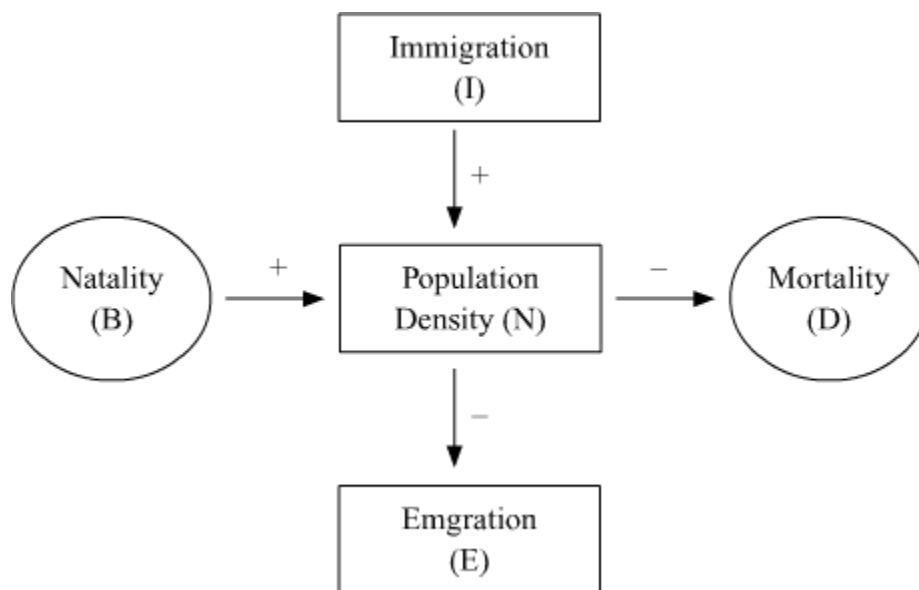 Immigration
(I)
+
Natality
(B)
+
Population
Density (N)
–
Mortality
(D)
–
Emgration
(E)